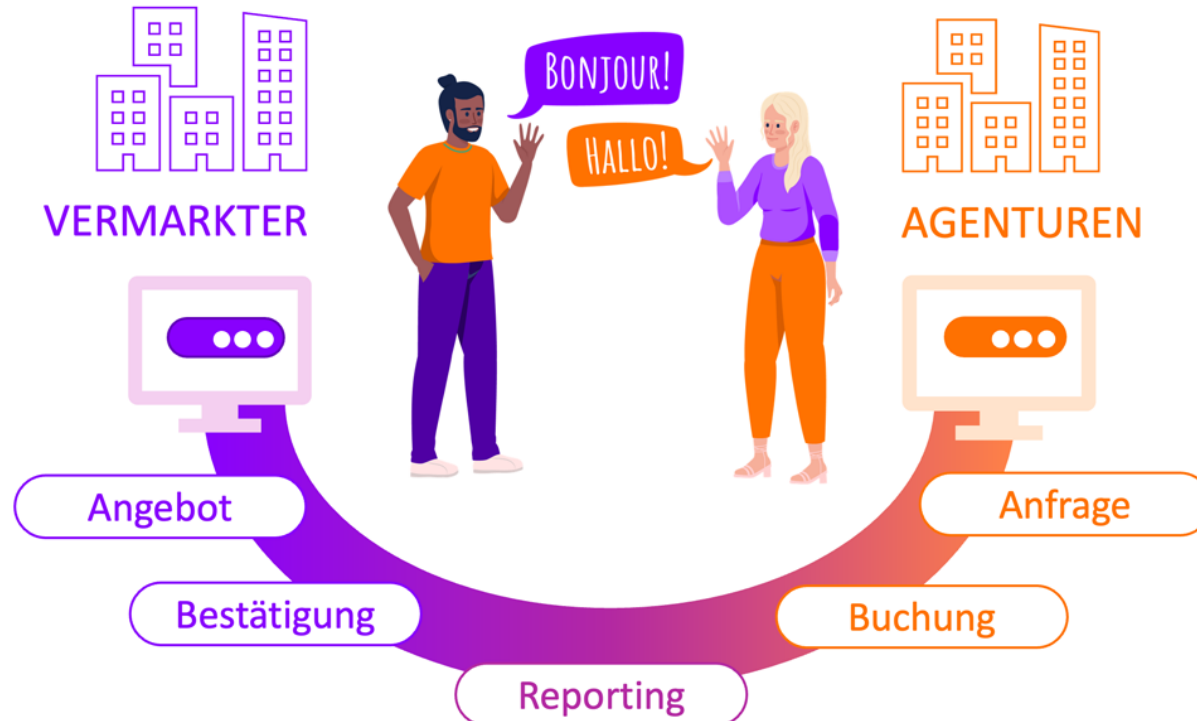 BONJOUR!
HALLO!
VERMARKTER
AGENTUREN
Angebot
Anfrage
Bestätigung
Buchung
Reporting